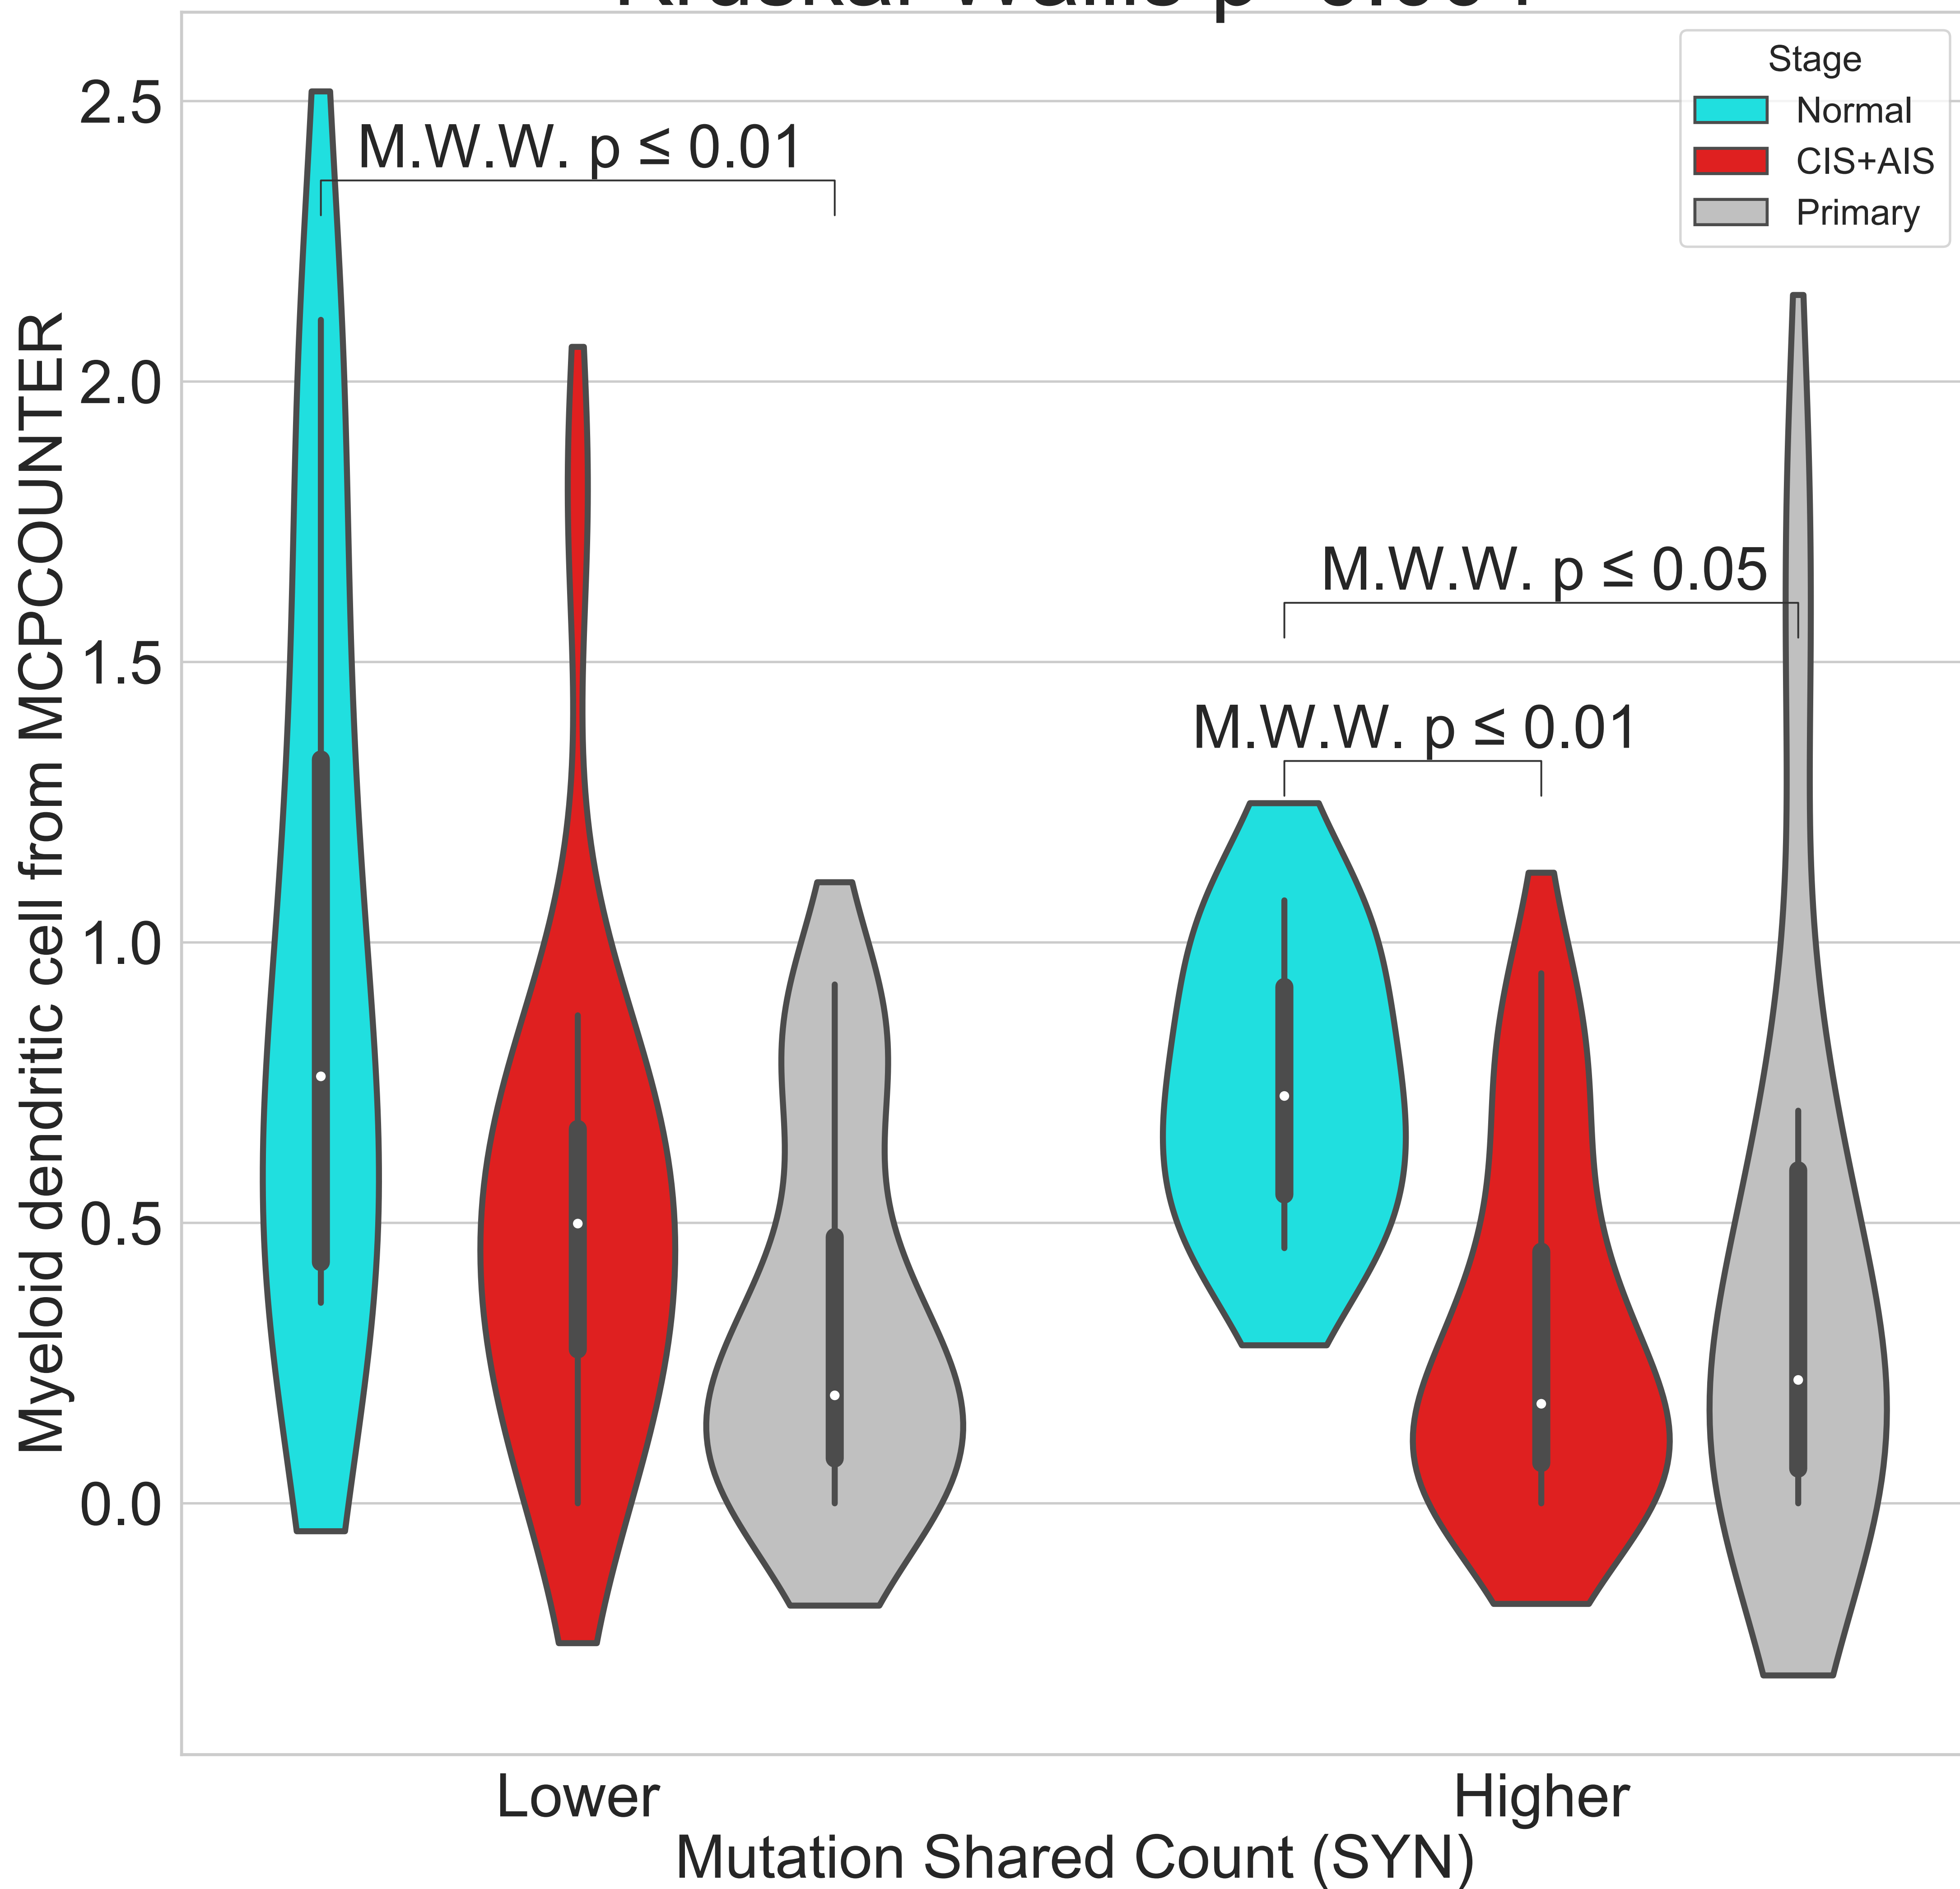 Stage
Normal
CIS+AIS
Primary
M.W.W. p ≤ 0.01
M.W.W. p ≤ 0.05
M.W.W. p ≤ 0.01
Myeloid dendritic cell from MCPCOUNTER
2.5
2.0
1.5
1.0
0.5
0.0
Lower
Higher
Mutation Shared Count (SYN)